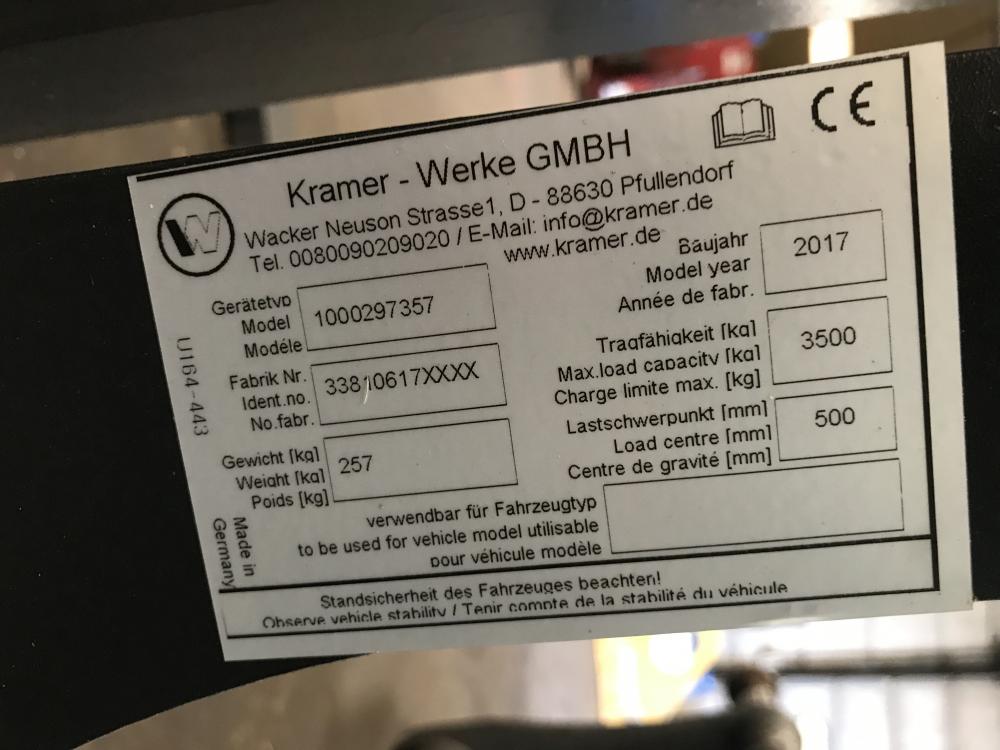 Kramer - Werke GMBH
CE
W
Wacker Neuson Strasse1, D - 88630 Pfullendorf
Tel. 0080090209020 / E-Mail: info@kramer.de
www.kramer.de
Gerätetyp
Model
Modéle
1000297357
Baujahr
Model year
Année de fabr.
2017
Fabrik Nr.
Ident.no.
No.fabr.
33810617XXXX
Tragfähigkeit [kg]
Max.load capacity [kg]
Charge limite max. [kg]
3500
Gewicht [kg]
Weight [kg]
Poids [kg]
257
Lastschwerpunkt [mm]
Load centre [mm]
Centre de gravité [mm]
500
verwendbar für Fahrzeugtyp
to be used for vehicle model utilisable
pour véhicule modèle
U164-443
Made in
Germany
Standsicherheit des Fahrzeuges beachten!
Observe vehicle stability / Tenir compte de la stabilité du véhicule